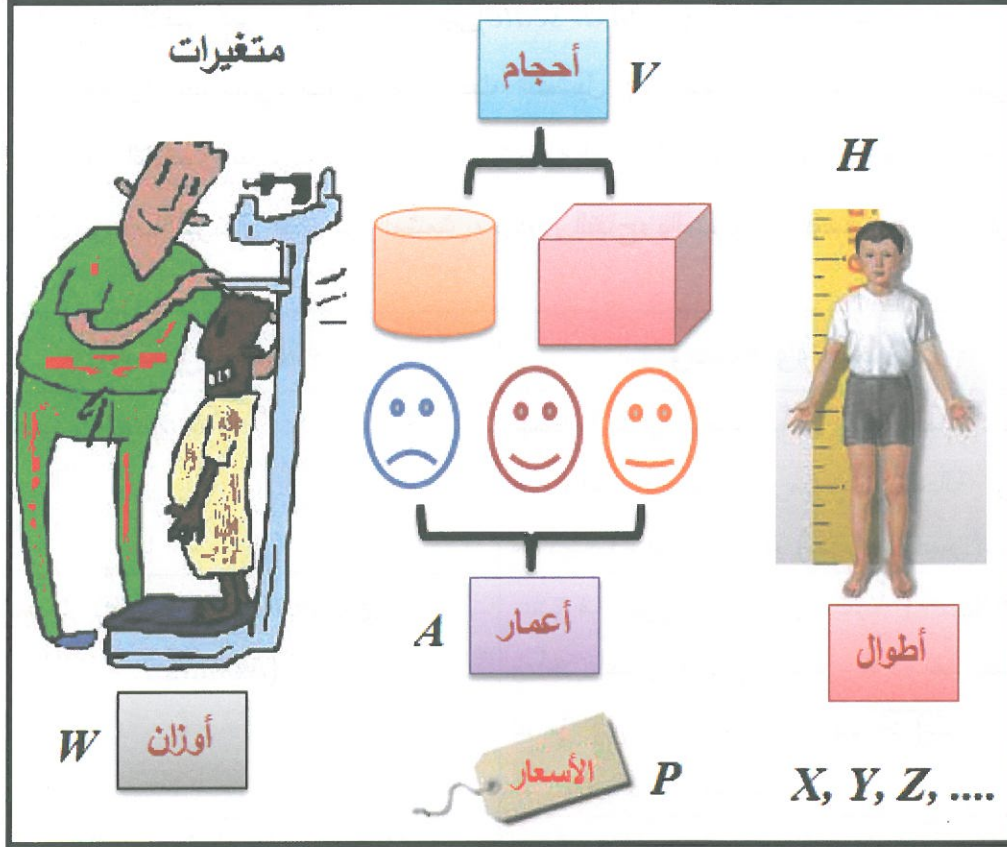 متغيرات
أحجام V
H
A أعمار
أطوال
W أوزان
الأسعار P
X, Y, Z, ....